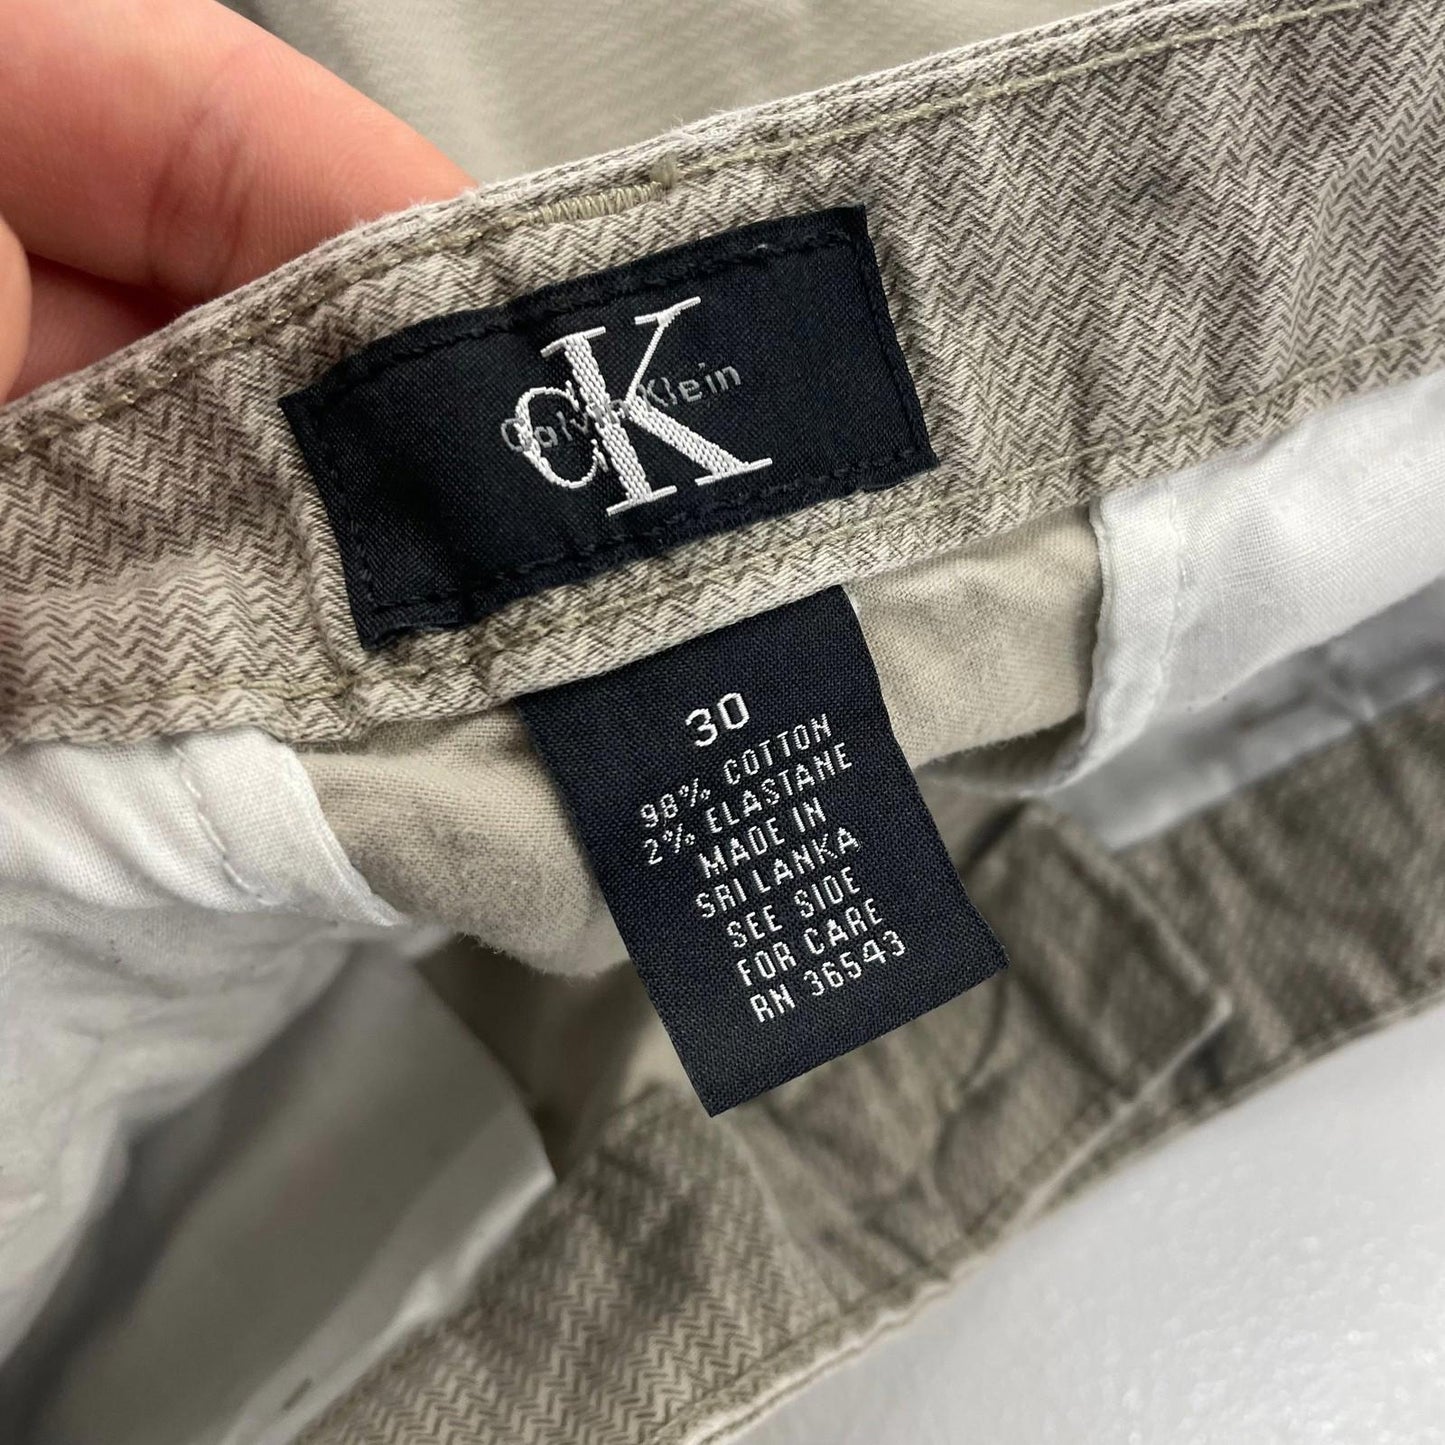 CK
Calvin Klein
30
98% COTTON
2% ELASTANE
MADE IN
SRI LANKA
SEE SIDE
FOR CARE
RN 36543